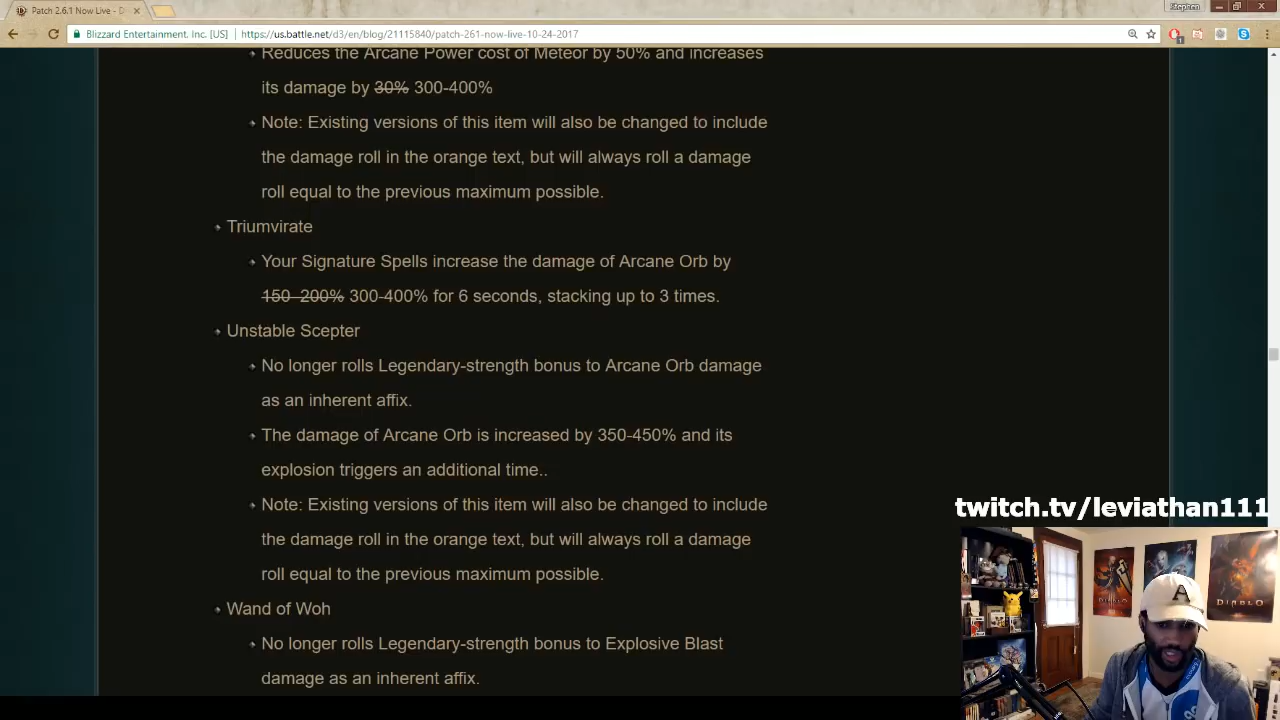 Patch 2.6.1 Now Live - D
Stephen
Blizzard Entertainment, Inc. [US]
https://us.battle.net/d3/en/blog/21115840/patch-261-now-live-10-24-2017
Reduces the Arcane Power cost of Meteor by 50% and increases
its damage by 30% 300-400%
Note: Existing versions of this item will also be changed to include
the damage roll in the orange text, but will always roll a damage
roll equal to the previous maximum possible.
Triumvirate
Your Signature Spells increase the damage of Arcane Orb by
150-200% 300-400% for 6 seconds, stacking up to 3 times.
Unstable Scepter
No longer rolls Legendary-strength bonus to Arcane Orb damage
as an inherent affix.
The damage of Arcane Orb is increased by 350-450% and its
explosion triggers an additional time..
Note: Existing versions of this item will also be changed to include
the damage roll in the orange text, but will always roll a damage
roll equal to the previous maximum possible.
Wand of Woh
No longer rolls Legendary-strength bonus to Explosive Blast
damage as an inherent affix.
twitch.tv/leviathan111
DIABLO
DIABLO
A